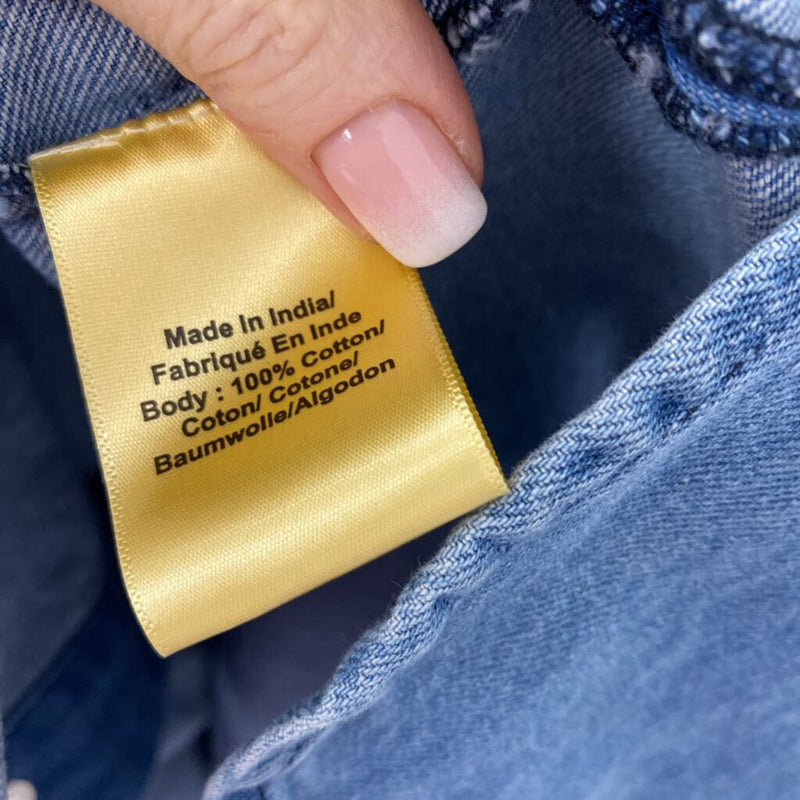 Made In India/
Fabriqué En Inde
Body : 100% Cotton/
Coton/ Cotone/
Baumwolle/Algodon